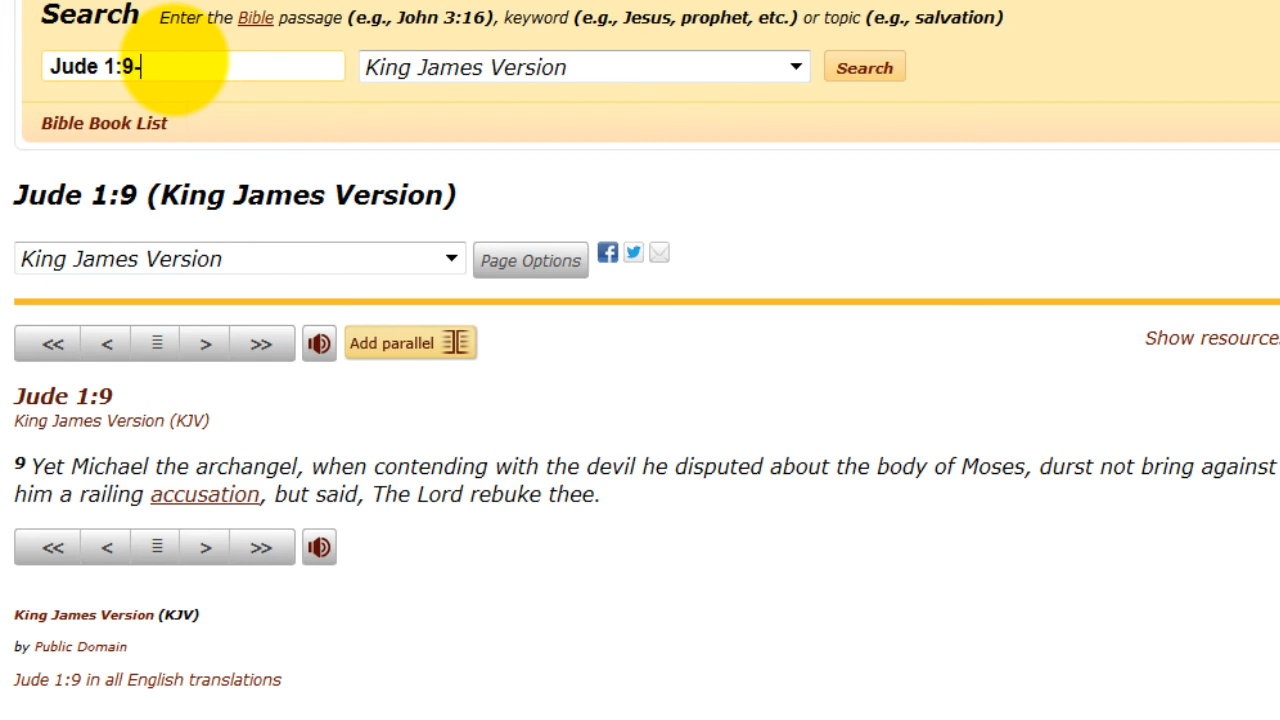 Search Enter the Bible passage (e.g., John 3:16), keyword (e.g., Jesus, prophet, etc.) or topic (e.g., salvation)
Jude 1:9- King James Version Search
Bible Book List
Jude 1:9 (King James Version)
King James Version Page Options
<< < > >> Add parallel Show resources
Jude 1:9
King James Version (KJV)
9 Yet Michael the archangel, when contending with the devil he disputed about the body of Moses, durst not bring against
him a railing accusation, but said, The Lord rebuke thee.
<< < > >>
King James Version (KJV)
by Public Domain
Jude 1:9 in all English translations